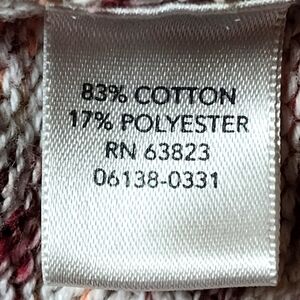 83% COTTON
17% POLYESTER
RN 63823
06138-0331